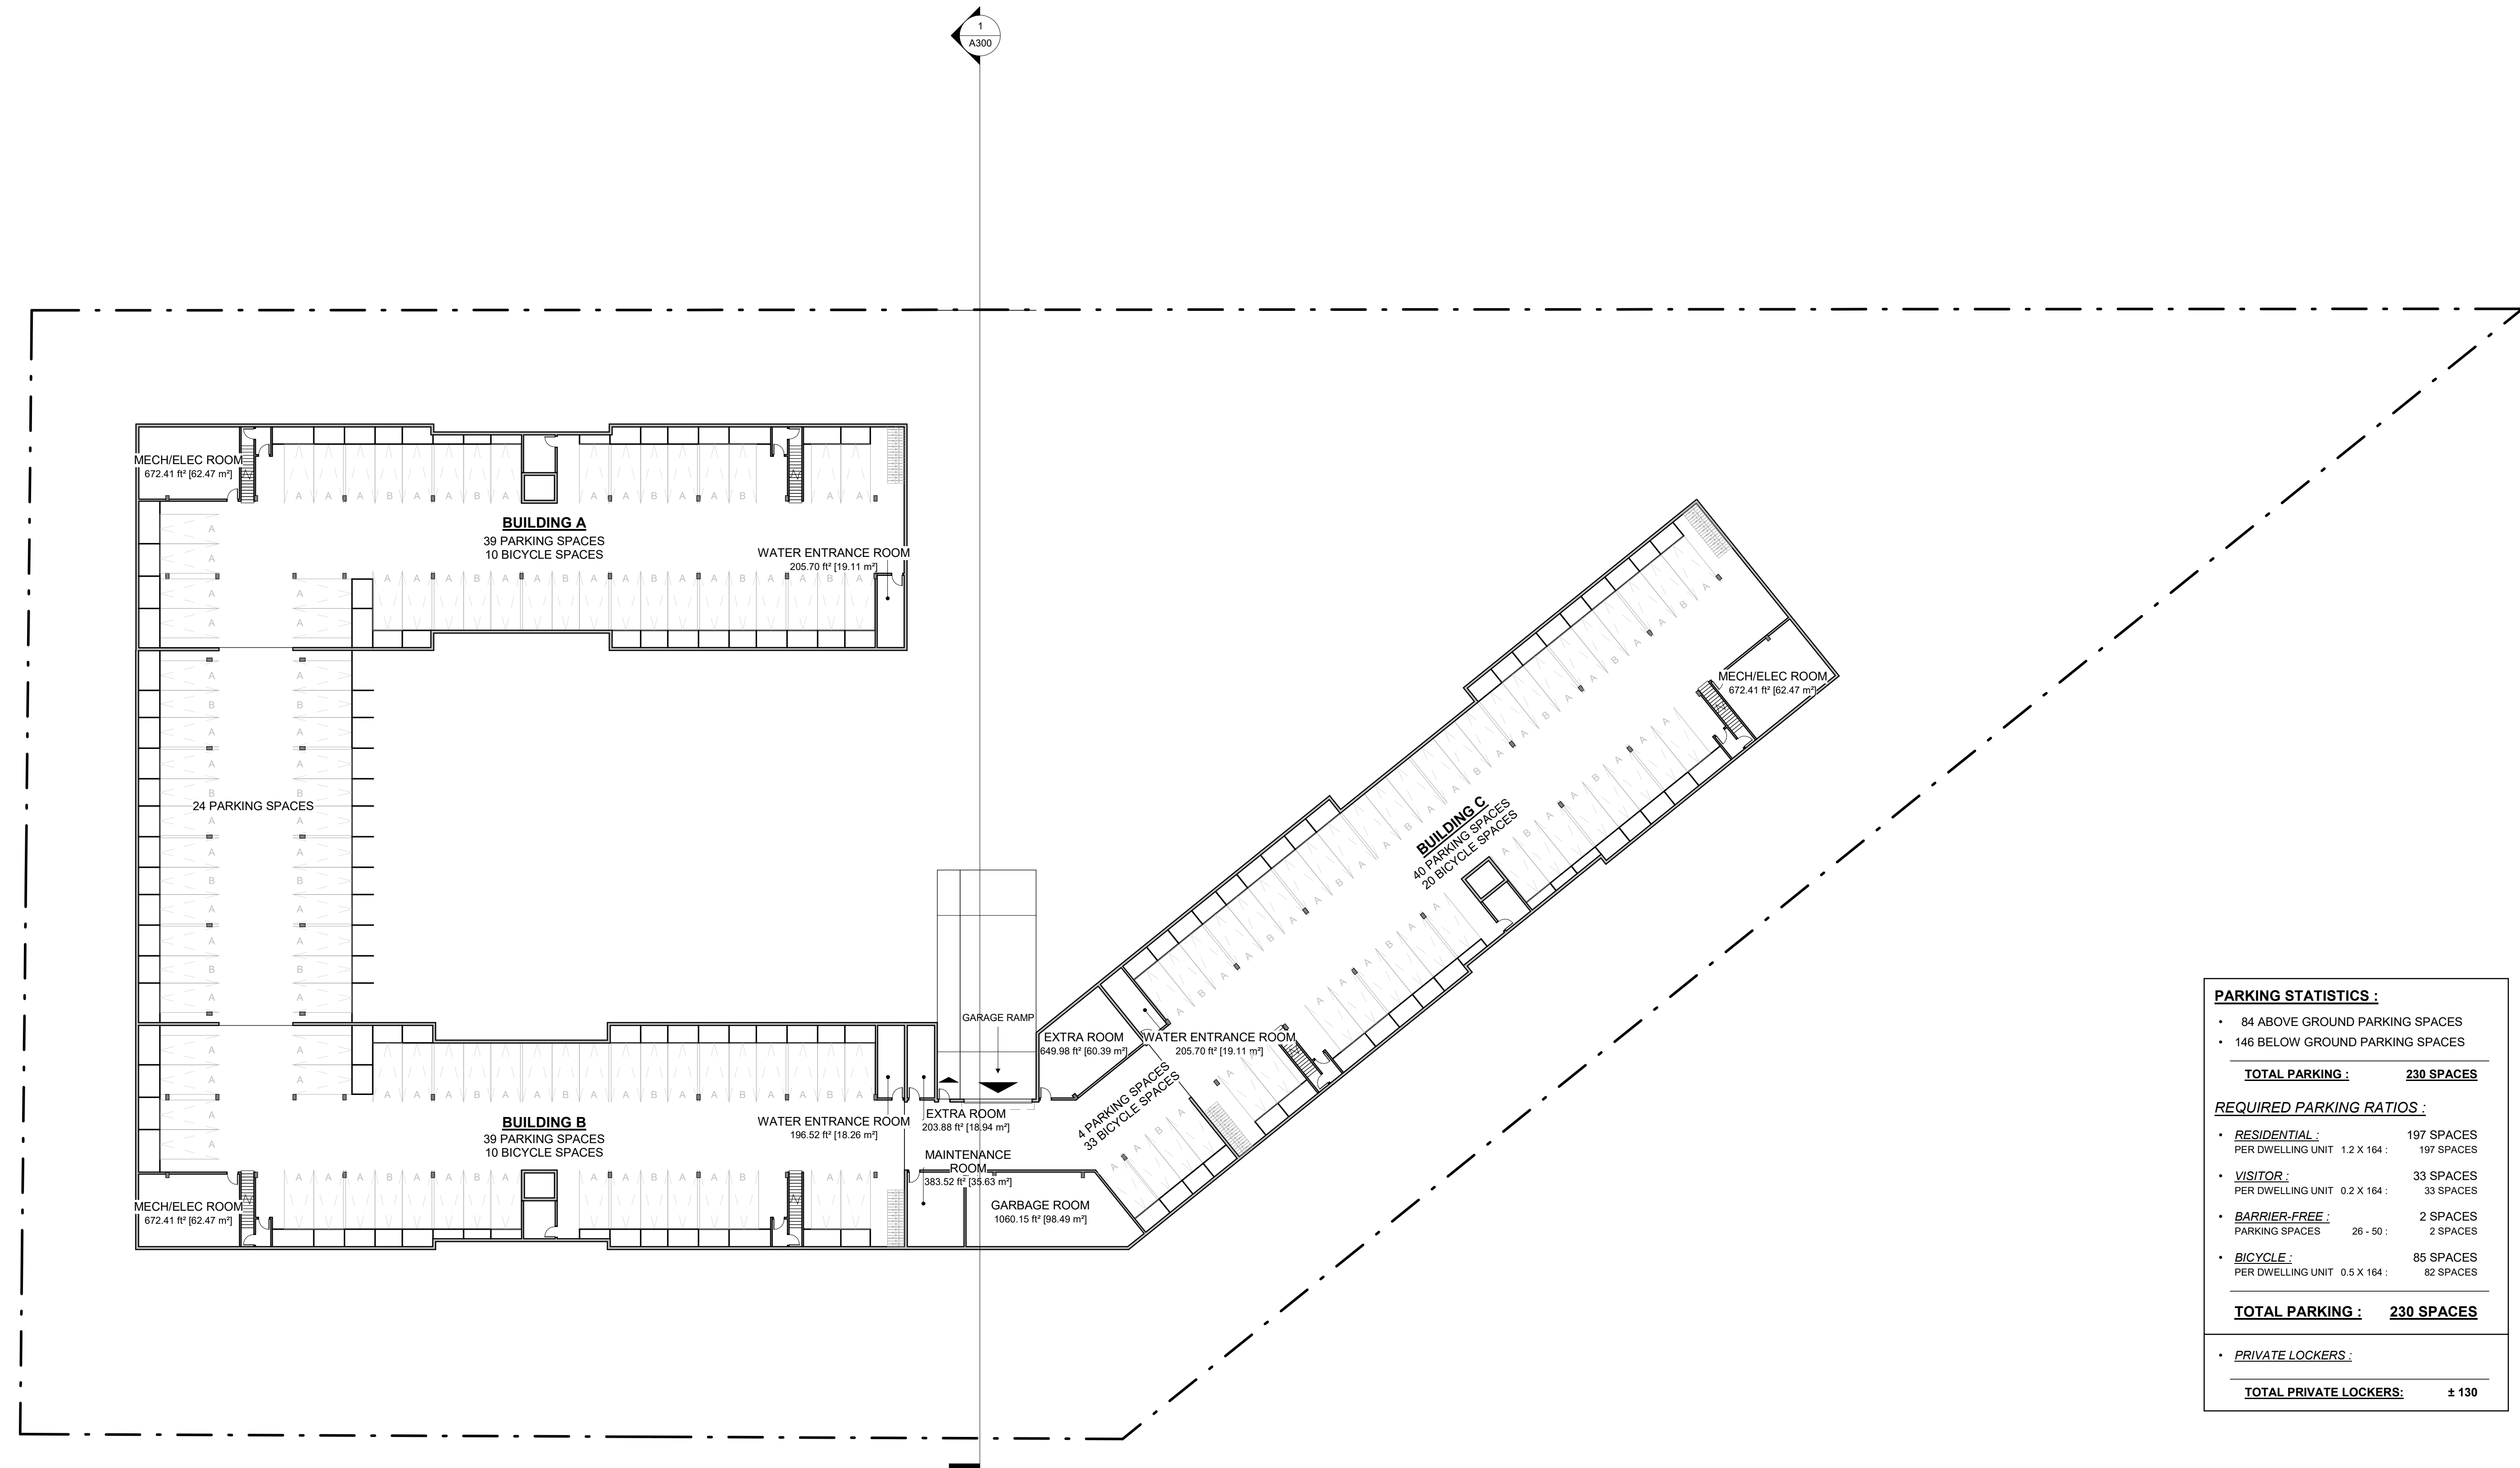 1
A300
MECH/ELEC ROOM
672.41 ft² [62.47 m²]
A A A B A A B A
A A B A A B
A A
BUILDING A
39 PARKING SPACES
10 BICYCLE SPACES
WATER ENTRANCE ROOM
205.70 ft² [19.11 m²]
A
A
A A
A A
A A A B A A B A A B A A B A A B A
A A
B B
A A
A A
B B
24 PARKING SPACES
A A
A A
B B
A A
A A
B B
A A
A A
A A
A
A
A A A B A A B A A B A A B A A B A
BUILDING B
39 PARKING SPACES
10 BICYCLE SPACES
WATER ENTRANCE ROOM
196.52 ft² [18.26 m²]
A A A B A A B A
A A B A A B
A A
MECH/ELEC ROOM
672.41 ft² [62.47 m²]
GARAGE RAMP
EXTRA ROOM
203.88 ft² [18.94 m²]
MAINTENANCE
ROOM
383.52 ft² [35.63 m²]
GARBAGE ROOM
1060.15 ft² [98.49 m²]
EXTRA ROOM
649.98 ft² [60.39 m²]
WATER ENTRANCE ROOM
205.70 ft² [19.11 m²]
4 PARKING SPACES
33 BICYCLE SPACES
A A B A
BUILDING C
40 PARKING SPACES
20 BICYCLE SPACES
MECH/ELEC ROOM
672.41 ft² [62.47 m²]
PARKING STATISTICS :
• 84 ABOVE GROUND PARKING SPACES
• 146 BELOW GROUND PARKING SPACES
TOTAL PARKING : 230 SPACES
REQUIRED PARKING RATIOS :
• RESIDENTIAL : 197 SPACES
PER DWELLING UNIT 1.2 X 164 : 197 SPACES
• VISITOR : 33 SPACES
PER DWELLING UNIT 0.2 X 164 : 33 SPACES
• BARRIER-FREE : 2 SPACES
PARKING SPACES 26 - 50 : 2 SPACES
• BICYCLE : 85 SPACES
PER DWELLING UNIT 0.5 X 164 : 82 SPACES
TOTAL PARKING : 230 SPACES
• PRIVATE LOCKERS :
TOTAL PRIVATE LOCKERS: ± 130